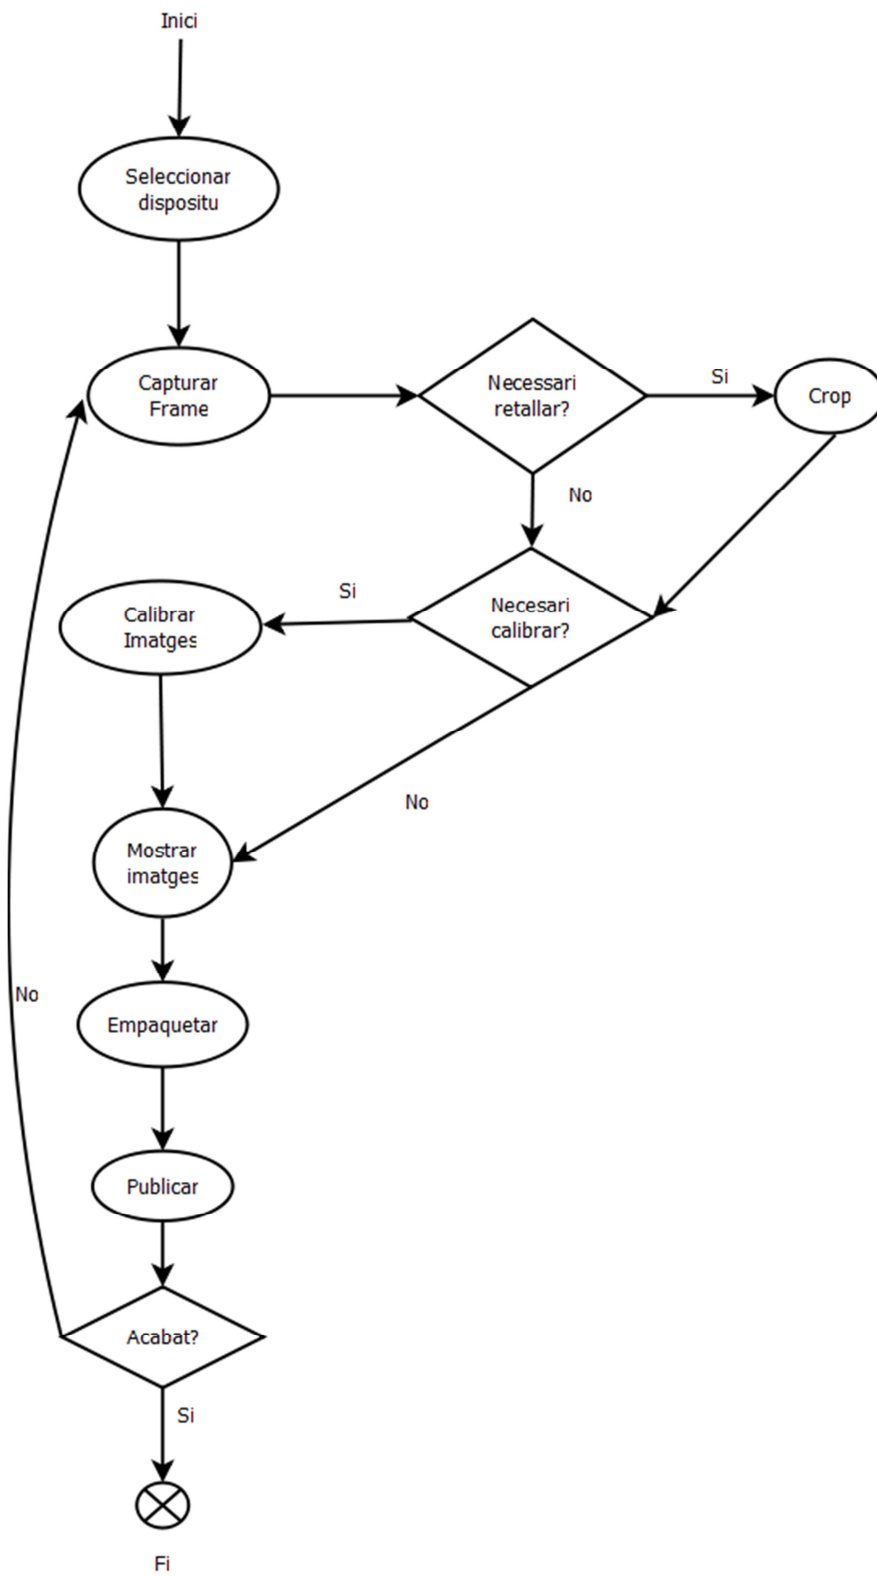 Inici
Seleccionar
dispositu
Capturar
Frame
Necessari
retallar?
Si
Crop
No
Necesari
calibrar?
Si
Calibrar
Imatges
No
Mostrar
imatges
No
Empaquetar
Publicar
Acabat?
Si
Fi